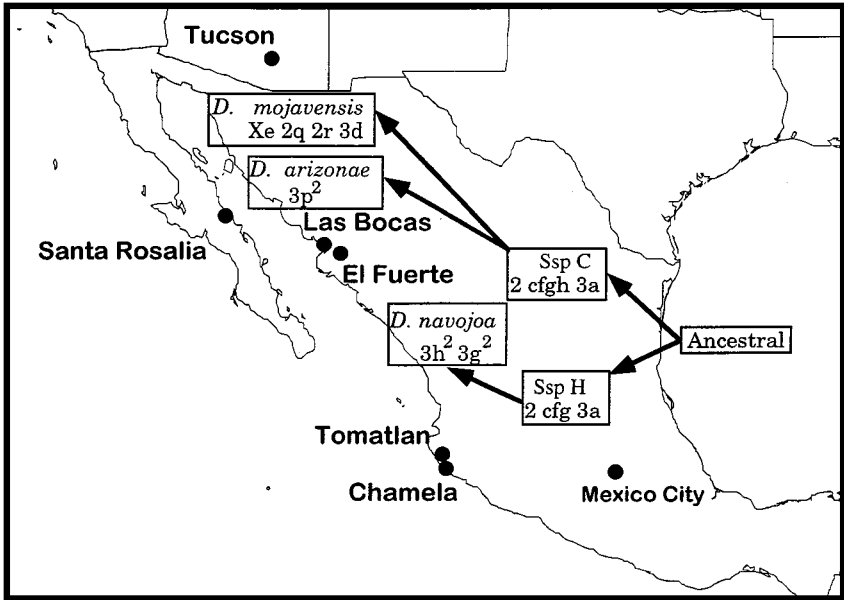 Tucson
D. mojavensis
Xe 2q 2r 3d
D. arizonae
3p²
Las Bocas
Santa Rosalia
El Fuerte
Ssp C
2 cfgh 3a
D. navojoa
3h² 3g²
Ancestral
Ssp H
2 cfg 3a
Tomatlan
Chamela
Mexico City